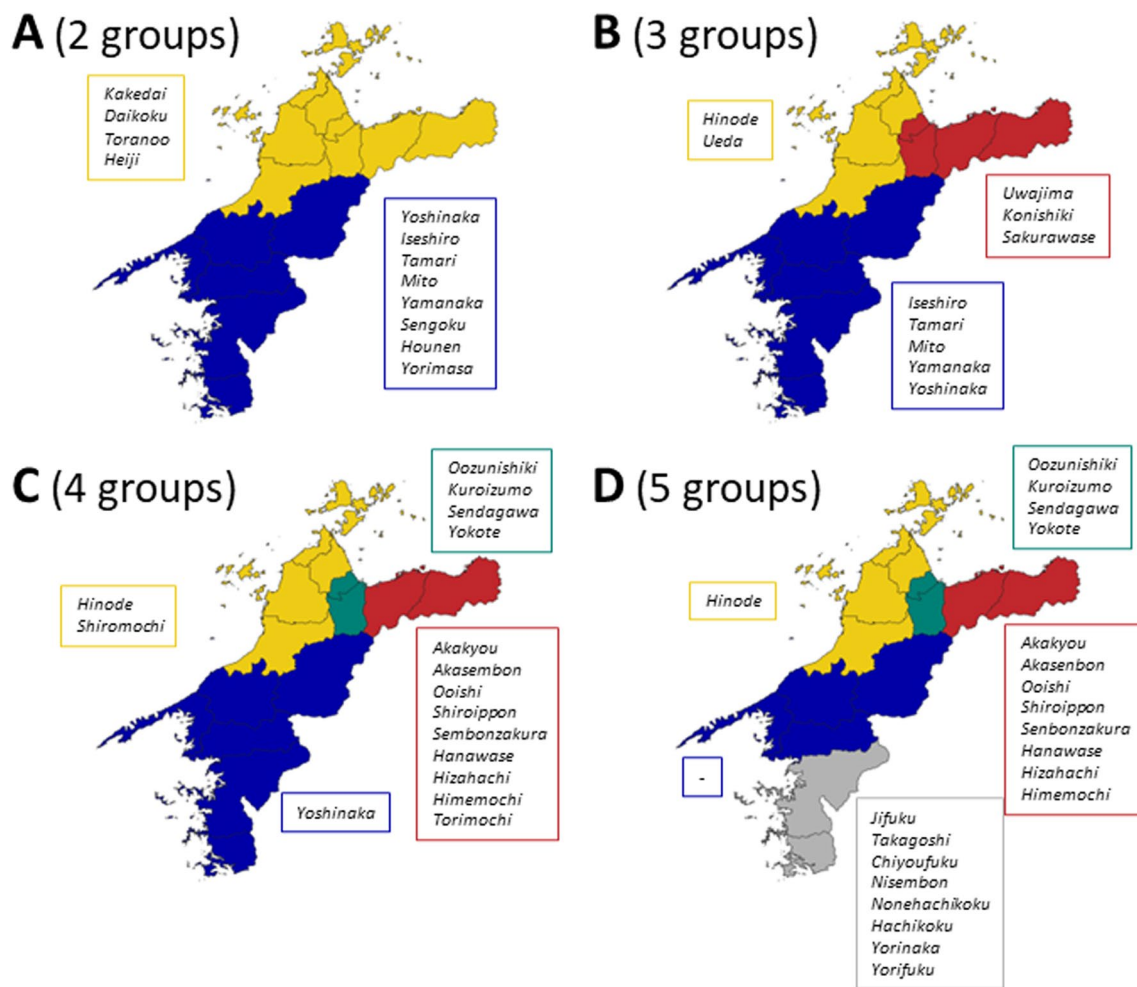 A (2 groups)
Kakedai
Daikoku
Toranoo
Heiji
Yoshinaka
Iseshiro
Tamari
Mito
Yamanaka
Sengoku
Hounen
Yorimasa
B (3 groups)
Hinode
Ueda
Uwajima
Konishiki
Sakurawase
Iseshiro
Tamari
Mito
Yamanaka
Yoshinaka
C (4 groups)
Oozunishiki
Kuroizumo
Sendagawa
Yokote
Hinode
Shiromochi
Akakyou
Akasembon
Ooishi
Shiroippon
Sembonzakura
Hanawase
Hizahachi
Himemochi
Torimochi
Yoshinaka
D (5 groups)
Oozunishiki
Kuroizumo
Sendagawa
Yokote
Hinode
Akakyou
Akasenbon
Ooishi
Shiroippon
Senbonzakura
Hanawase
Hizahachi
Himemochi
-
Jifuku
Takagoshi
Chiyoufuku
Nisembon
Nonehachikoku
Hachikoku
Yorinaka
Yorifuku